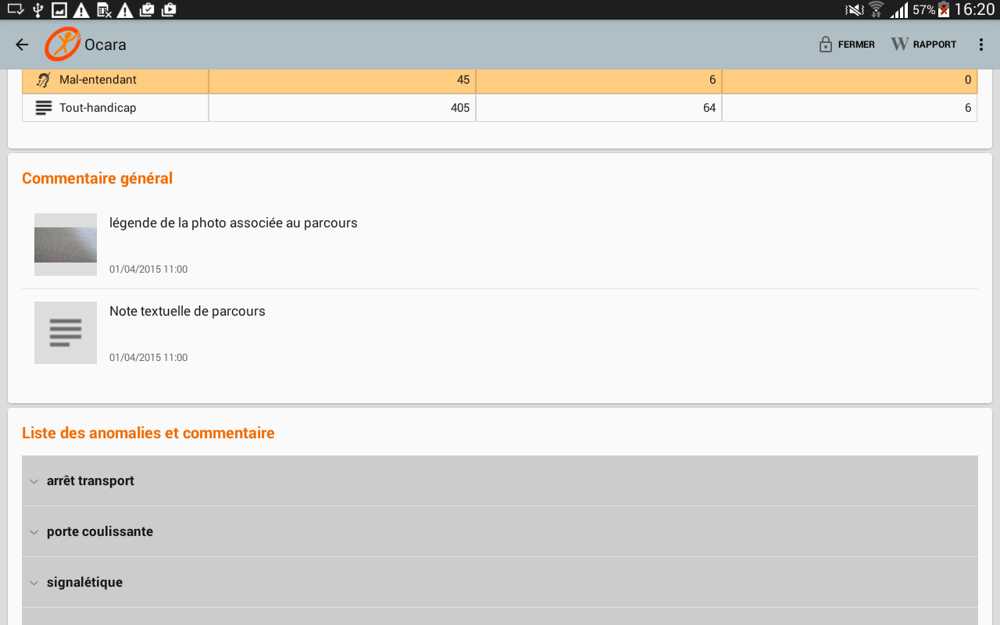 57% 16:20
Ocara FERMER W RAPPORT
Mal-entendant 45 6 0
Tout-handicap 405 64 6
Commentaire général
légende de la photo associée au parcours
01/04/2015 11:00
Note textuelle de parcours
01/04/2015 11:00
Liste des anomalies et commentaire
arrêt transport
porte coulissante
signalétique